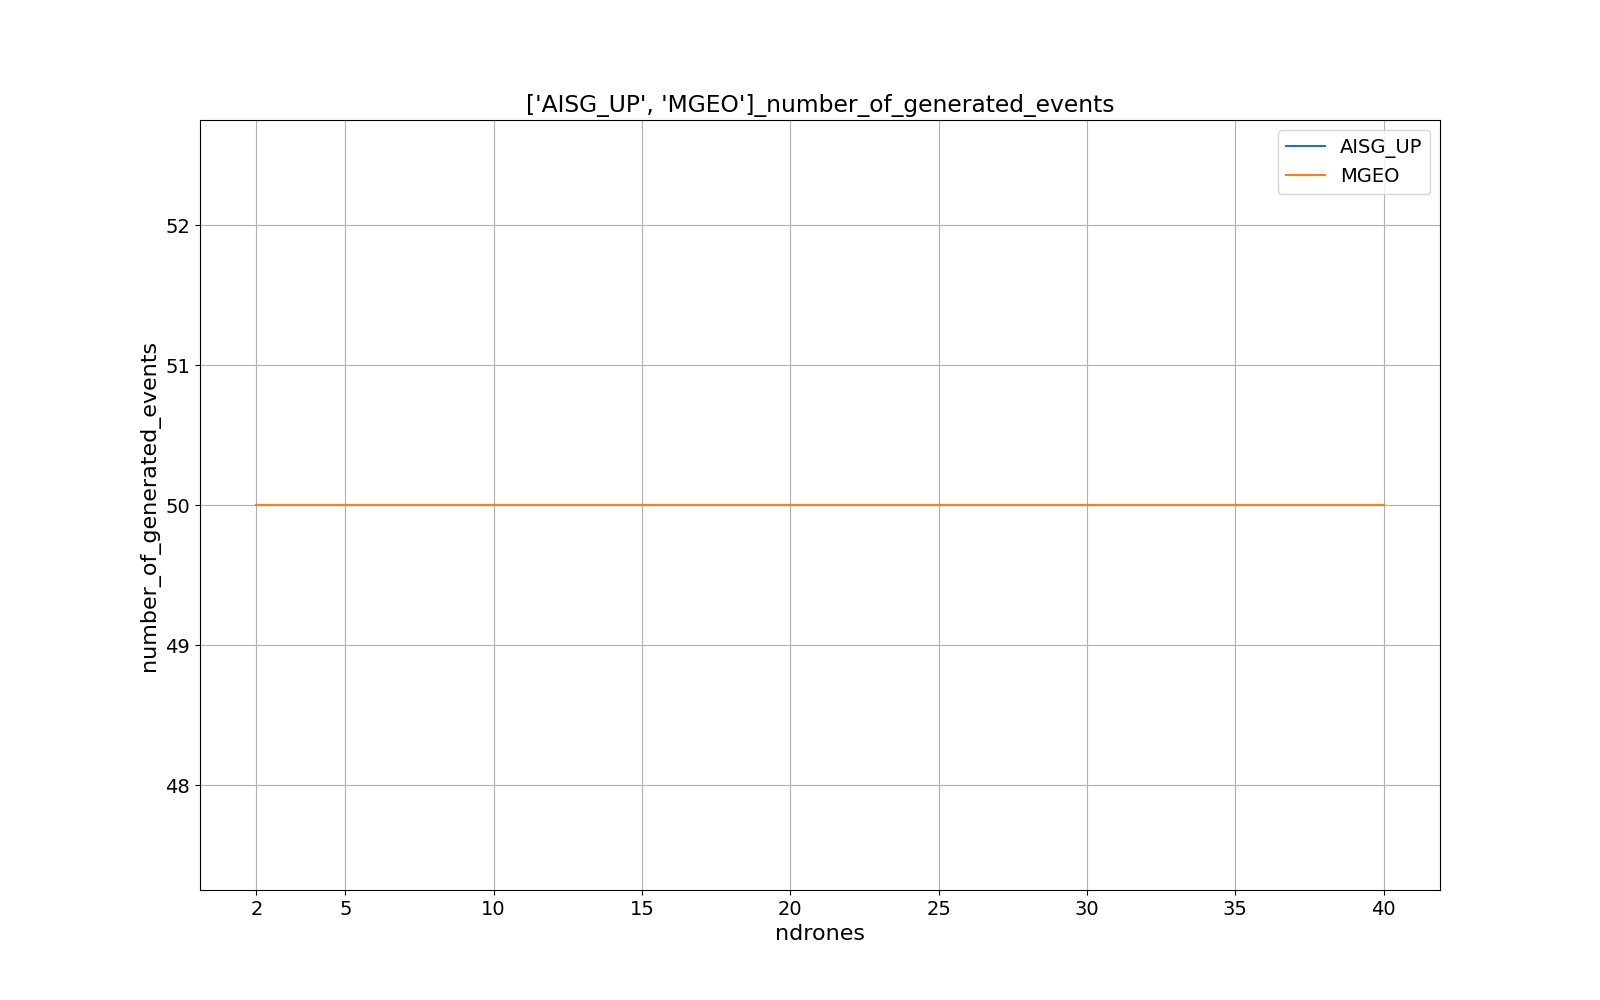 ['AISG_UP', 'MGEO']_number_of_generated_events
AISG_UP
MGEO
52
51
50
49
48
number_of_generated_events
2 5 10 15 20 25 30 35 40
ndrones